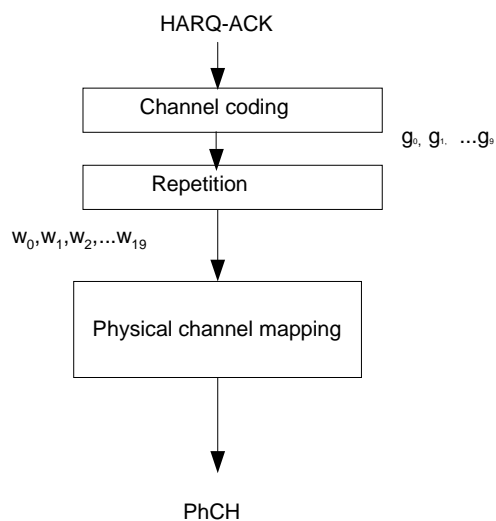 HARQ-ACK
Channel coding
g0, g1, ...g9
Repetition
w0,w1,w2,...w19
Physical channel mapping
PhCH